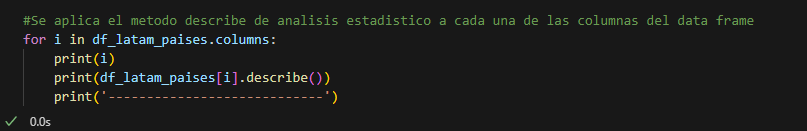 #Se aplica el metodo describe de analisis estadistico a cada una de las columnas del data frame
for i in df_latam_paises.columns:
    print(i)
    print(df_latam_paises[i].describe())
    print('----------------------------')
0.0s